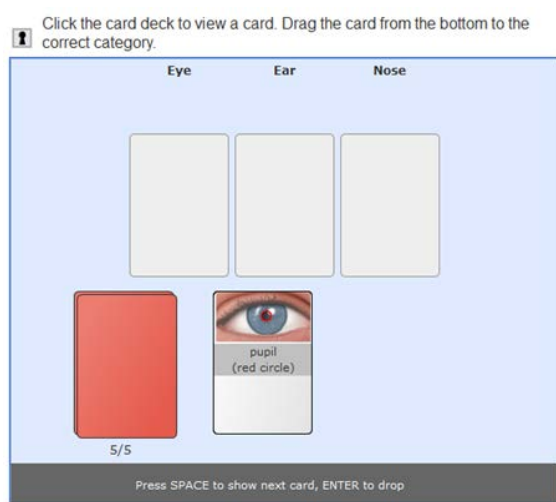 Click the card deck to view a card. Drag the card from the bottom to the
correct category.
Eye Ear Nose
pupil
(red circle)
5/5
Press SPACE to show next card, ENTER to drop